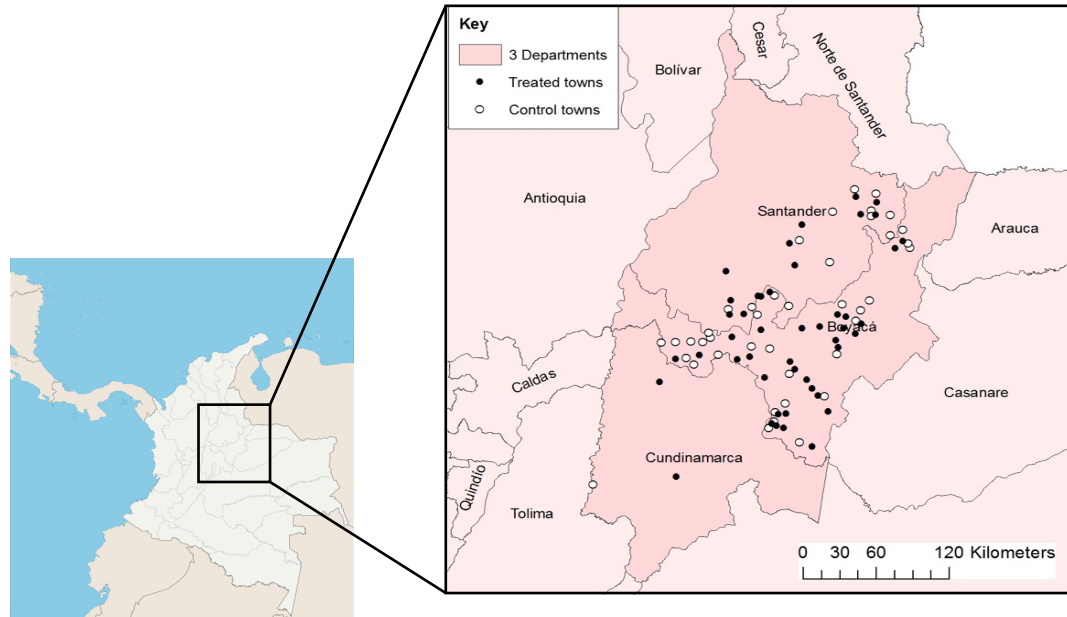 Key
3 Departments
Treated towns
Control towns
Cesar
Norte de Santander
Bolívar
Antioquia
Santander
Arauca
Boyacá
Caldas
Casanare
Cundinamarca
Quindío
Tolima
0 30 60 120 Kilometers